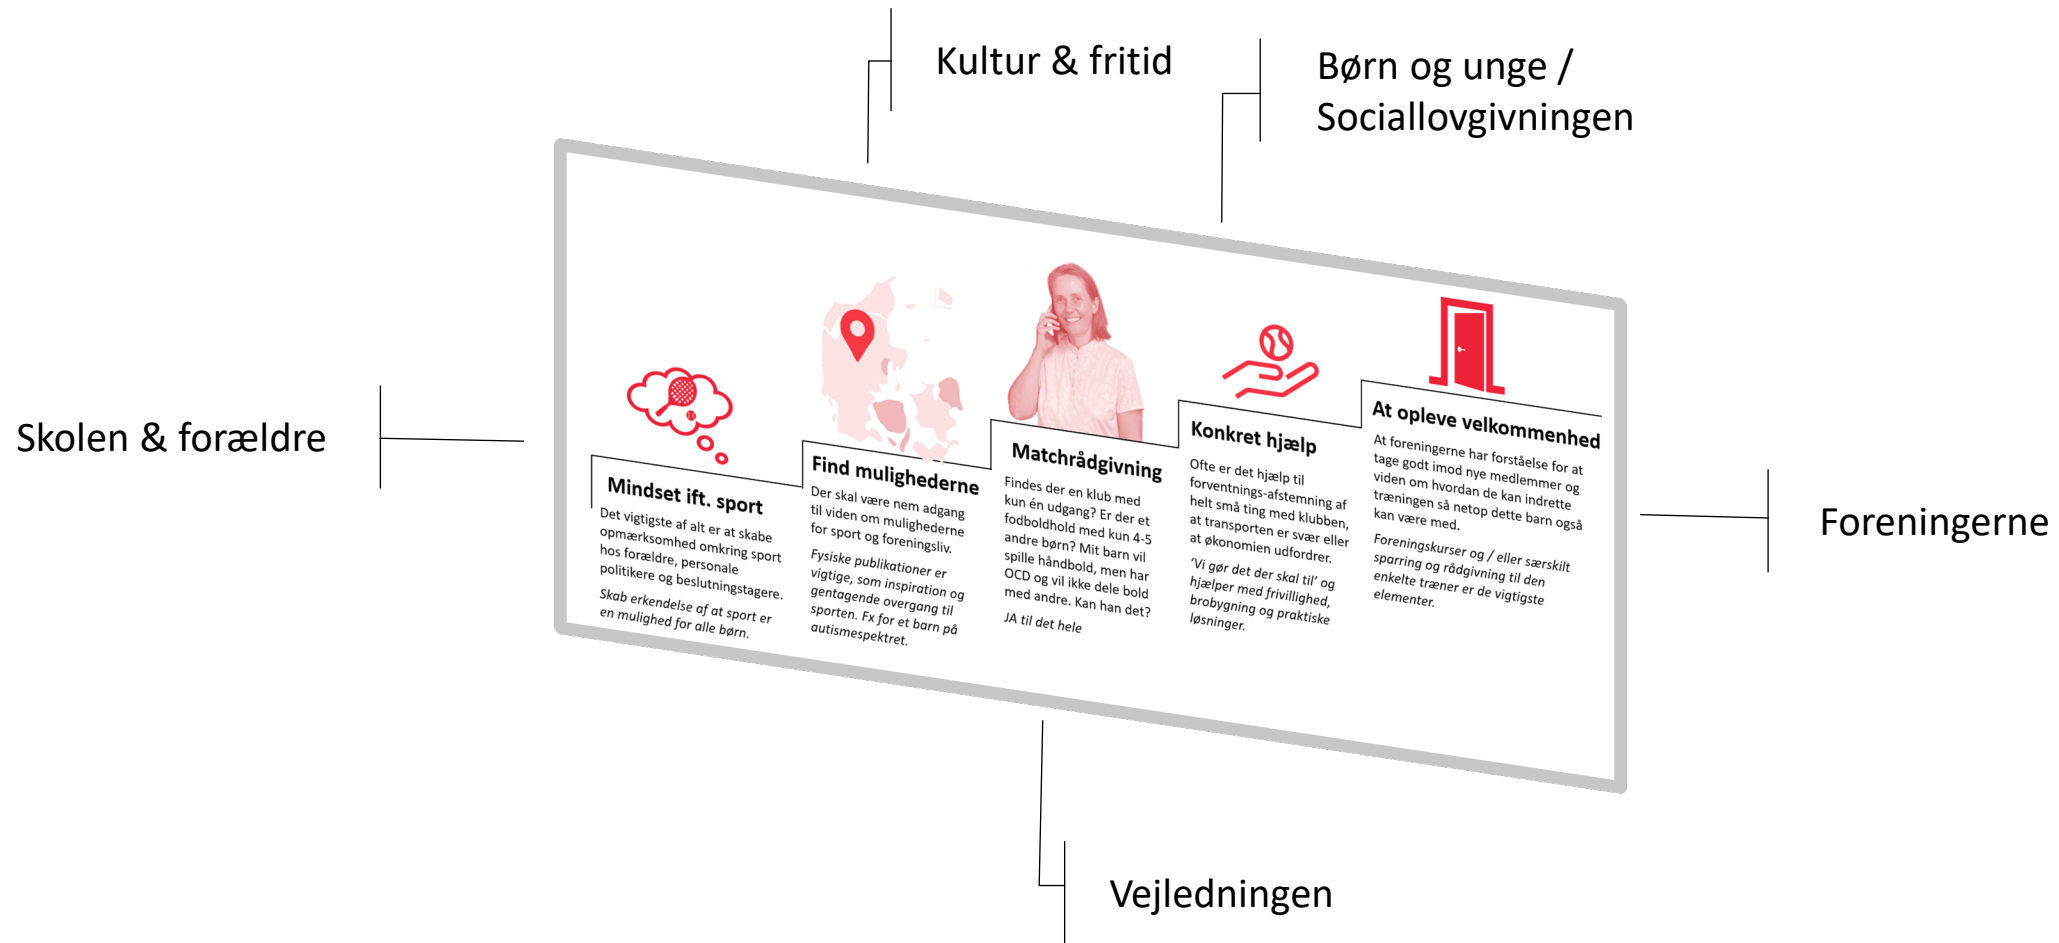 Kultur & fritid
Børn og unge /
Sociallovgivningen
Skolen & forældre
Mindset ift. sport
Det vigtigste af alt er at skabe
opmærksomhed omkring sport
hos forældre, personale
politikere og beslutningstagere.
Skab erkendelse af at sport er
en mulighed for alle børn.
Find mulighederne
Der skal være nem adgang
til viden om mulighederne
for sport og foreningsliv.
Fysiske publikationer er
vigtige, som inspiration og
gentagende overgang til
sporten. Fx for et barn på
autismespektret.
Matchrådgivning
Findes der en klub med
kun én udgang? Er der et
fodboldhold med kun 4-5
andre børn? Mit barn vil
spille håndbold, men har
OCD og vil ikke dele bold
med andre. Kan han det?
JA til det hele
Konkret hjælp
Ofte er det hjælp til
forventnings-afstemning af
helt små ting med klubben,
at transporten er svær eller
at økonomien udfordrer.
‘Vi gør det der skal til’ og
hjælper med frivillighed,
brobygning og praktiske
løsninger.
At opleve velkommenhed
At foreningerne har forståelse for at
tage godt imod nye medlemmer og
viden om hvordan de kan indrette
træningen så netop dette barn også
kan være med.
Foreningskurser og / eller særskilt
sparring og rådgivning til den
enkelte træner er de vigtigste
elementer.
Foreningerne
Vejledningen